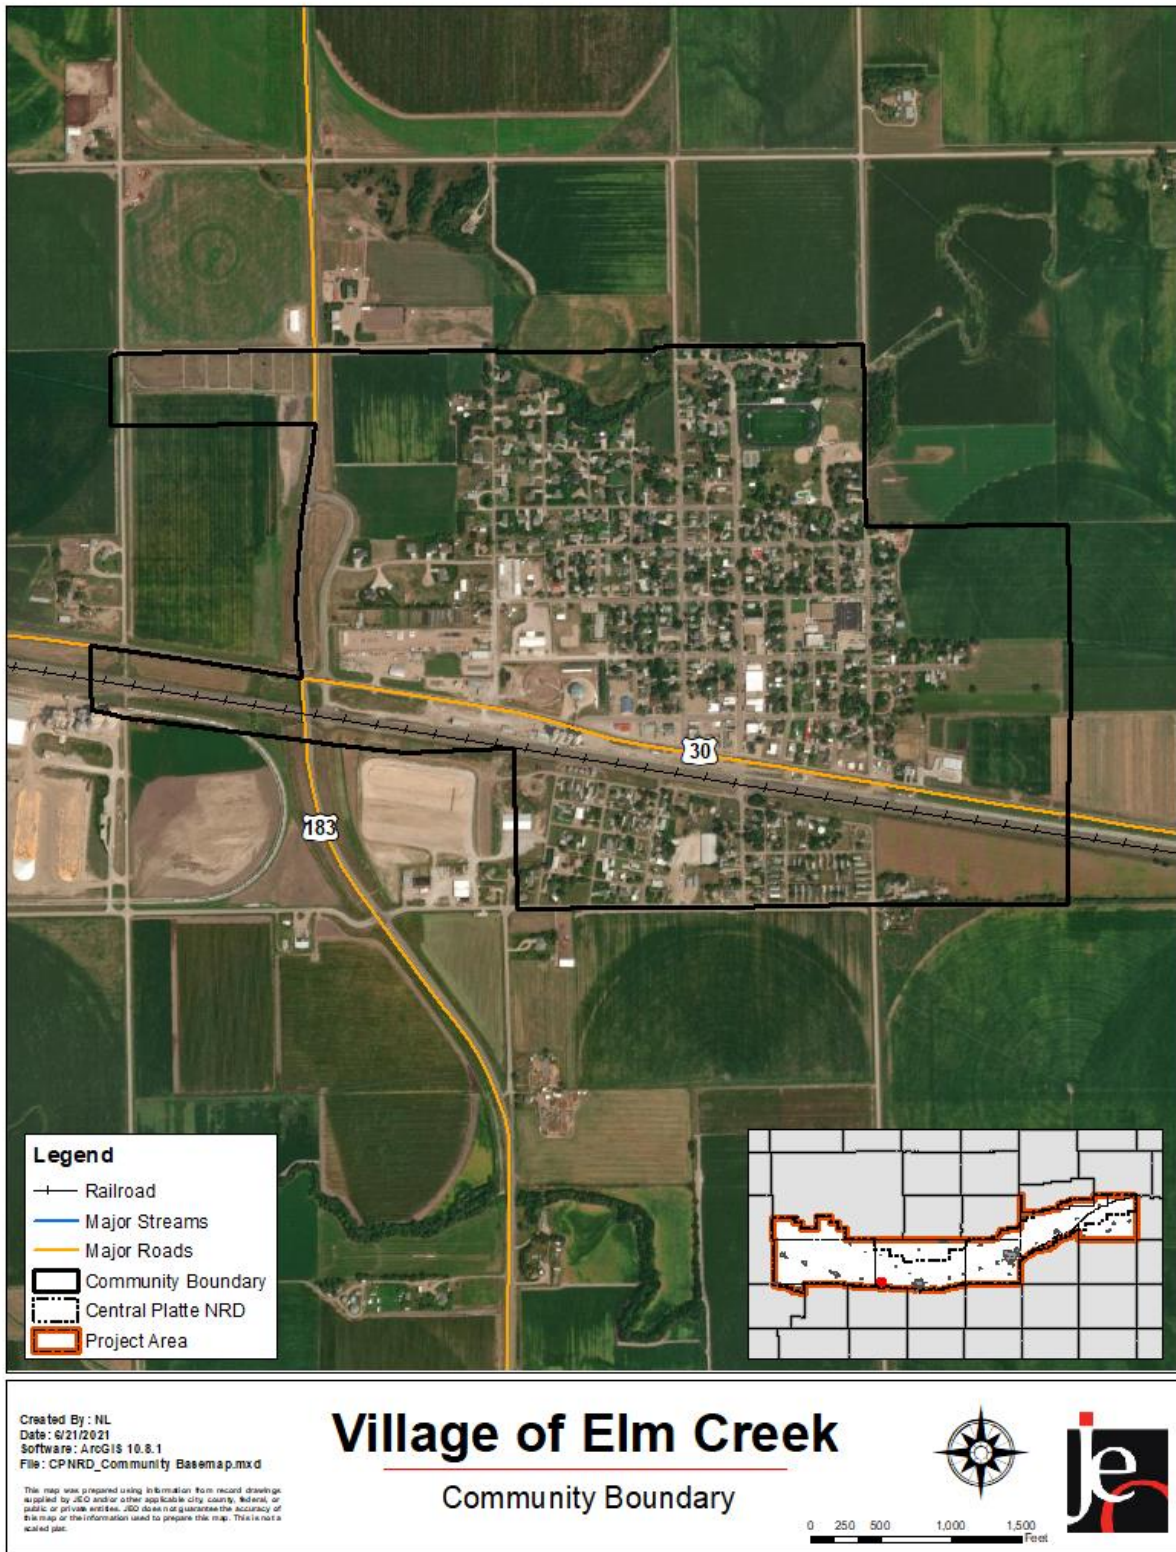 30
183
Legend
Railroad
Major Streams
Major Roads
Community Boundary
Central Platte NRD
Project Area
Created By: NL
Date: 6/21/2021
Software: ArcGIS 10.8.1
File: CPNRD_Community Basemap.mxd
This map was prepared using information from record drawings
supplied by JEO and/or other applicable city, county, federal, or
public or private entities. JEO does not guarantee the accuracy of
this map or the information used to prepare this map. This is not a
scaled plat.
Village of Elm Creek
Community Boundary
0 250 500 1,000 1,500
Feet
jeo